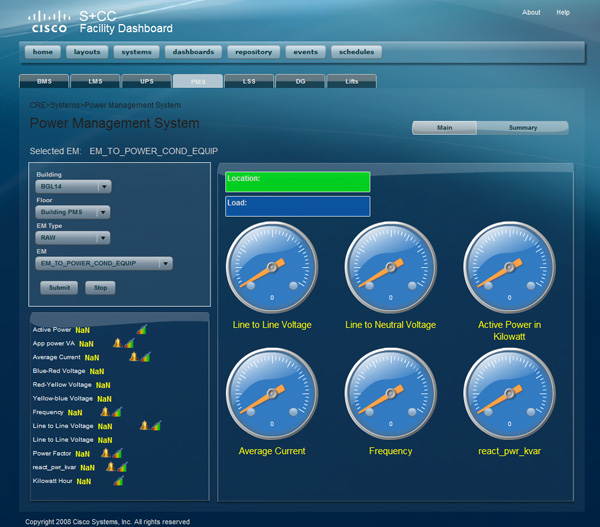 About Help
CISCO
S+CC
Facility Dashboard
home layouts systems dashboards repository events schedules
BMS LMS UPS PMS LSS DG Lifts
CRE>Systems>Power Management System
Power Management System
Main Summary
Selected EM: EM_TO_POWER_COND_EQUIP
Building
BGL14
Floor
Building PMS
EM Type
RAW
EM
EM_TO_POWER_COND_EQUIP
Submit Stop
Location:
Load:
0 0 0
Line to Line Voltage
Line to Neutral Voltage
Active Power in
Kilowatt
0 0 0
Average Current
Frequency
react_pwr_kvar
Active Power NaN
App power VA NaN
Average Current NaN
Blue-Red Voltage NaN
Red-Yellow Voltage NaN
Yellow-blue Voltage NaN
Frequency NaN
Line to Line Voltage NaN
Line to Line Voltage NaN
Power Factor NaN
react_pwr_kvar NaN
Kilowatt Hour NaN
Copyright 2008 Cisco Systems, Inc. All rights reserved